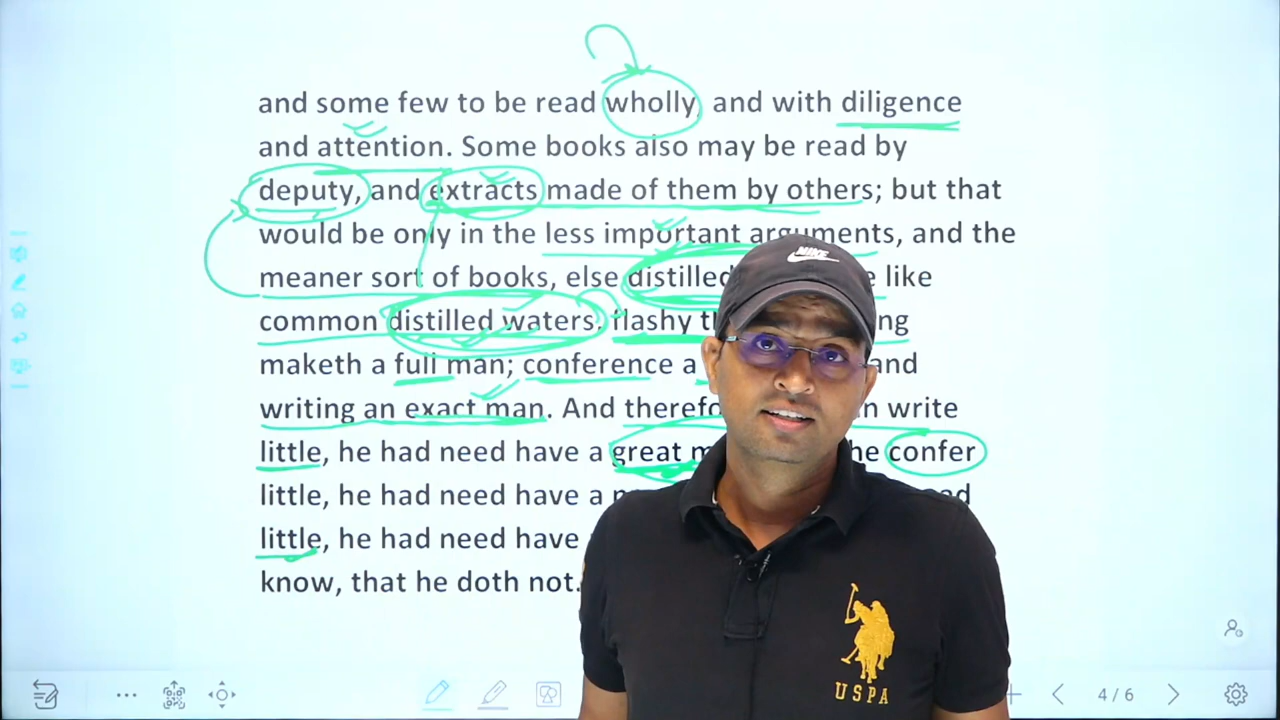 and some few to be read wholly, and with diligence
and attention. Some books also may be read by
deputy, and extracts made of them by others; but that
would be only in the less important arguments, and the
meaner sort of books, else distilled like
common distilled waters, flashy
maketh a full man; conference a and
writing an exact man. And write
little, he had need have a great he confer
little, he had need have a
little, he had need have
know, that he doth not.
NIKE
USPA
4/6